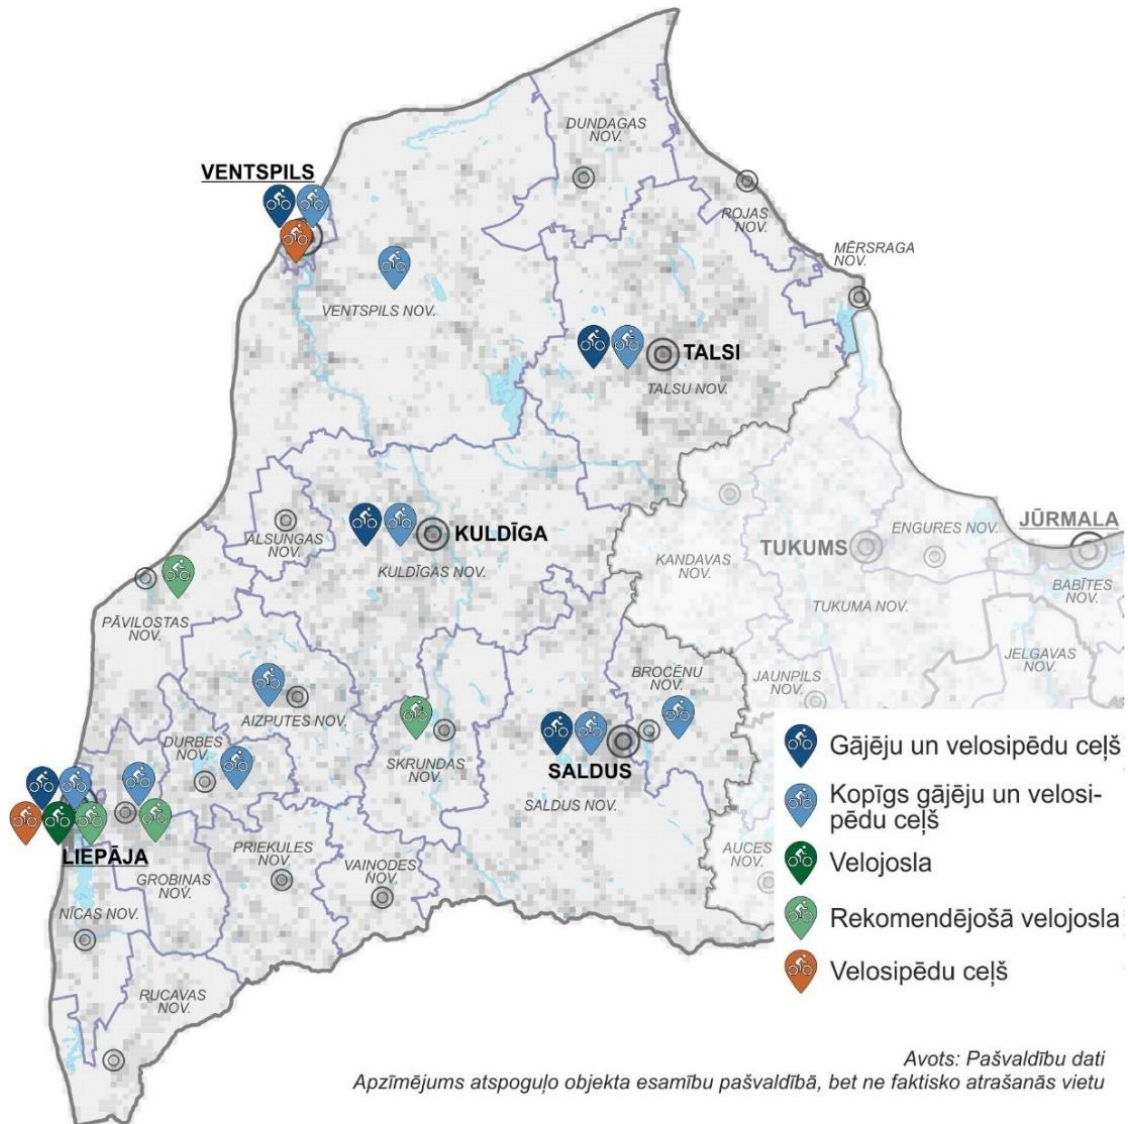 DUNDAGAS
NOV.
VENTSPILS
ROJAS
NOV.
MĒRSRAGA
NOV.
VENTSPILS NOV.
TALSI
TALSU NOV.
ALSUNGAS
NOV.
KULDĪGA
KULDĪGAS NOV.
KANDAVAS
NOV.
TUKUMS
ENGURES NOV.
JŪRMALA
BABĪTES
NOV.
TUKUMA NOV.
PĀVILOSTAS
NOV.
JELGAVAS
NOV.
JAUNPILS
NOV.
BROCĒNU
NOV.
AIZPUTES NOV.
DURBES
NOV.
SKRUNDAS
NOV.
SALDUS
SALDUS NOV.
LIEPĀJA
GROBIŅAS
NOV.
PRIEKULES
NOV.
VAIŅODES
NOV.
AUCES
NOV.
NĪCAS NOV.
RUCAVAS
NOV.
Gājēju un velosipēdu ceļš
Kopīgs gājēju un velosi-
pēdu ceļš
Velojosla
Rekomendējošā velojosla
Velosipēdu ceļš
Avots: Pašvaldību dati
Apzīmējums atspoguļo objekta esamību pašvaldībā, bet ne faktisko atrašanās vietu